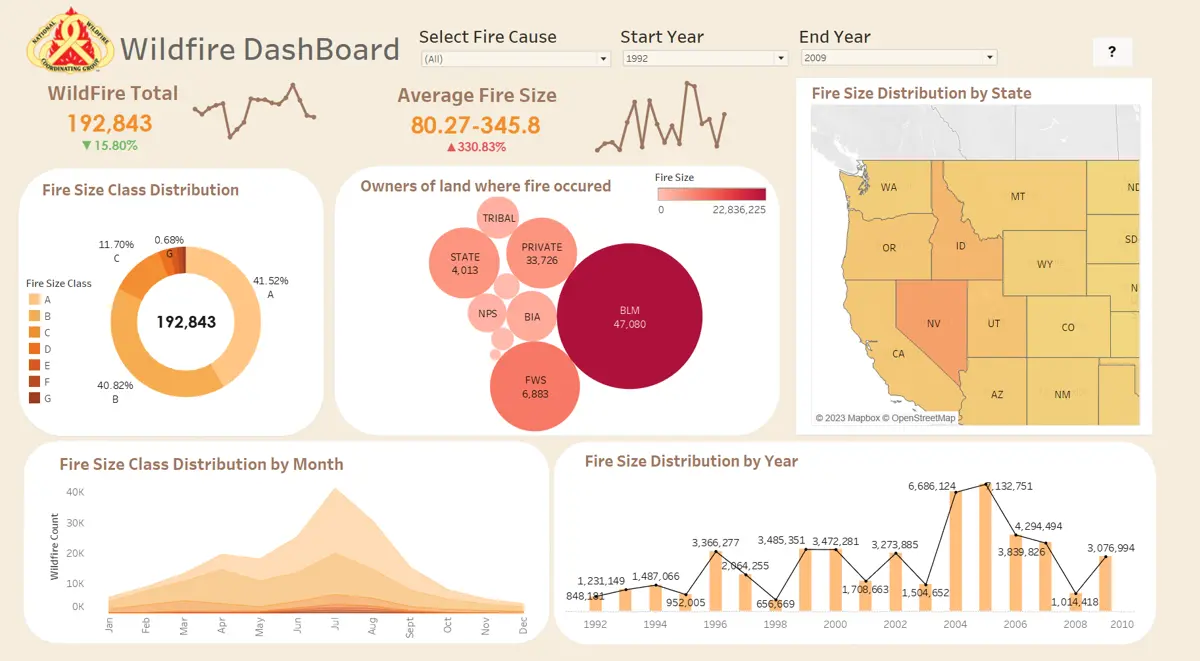 NATIONAL WILDFIRE
COORDINATING GROUP
Wildfire DashBoard
Select Fire Cause
(All)
Start Year
1992
End Year
2009
?
WildFire Total
192,843
▼15.80%
Average Fire Size
80.27-345.8
▲330.83%
Fire Size Distribution by State
WA
MT
ND
OR
ID
SD
WY
N
NV
UT
CO
CA
AZ
NM
© 2023 Mapbox © OpenStreetMap
Fire Size Class Distribution
11.70%
C
0.68%
G
41.52%
A
Fire Size Class
A
B
C
D
E
F
G
192,843
40.82%
B
Owners of land where fire occured
Fire Size
0 22,836,225
TRIBAL
STATE
4,013
PRIVATE
33,726
NPS
BIA
BLM
47,080
FWS
6,883
Fire Size Class Distribution by Month
Wildfire Count
40K
30K
20K
10K
0K
Jan Feb Mar Apr May Jun Jul Aug Sept Oct Nov Dec
Fire Size Distribution by Year
848,181
1,231,149
1,487,066
952,005
3,366,277
2,064,255
656,669
3,485,351
3,472,281
1,708,663
3,273,885
1,504,652
6,686,124
7,132,751
4,294,494
3,839,826
1,014,418
3,076,994
1992 1994 1996 1998 2000 2002 2004 2006 2008 2010